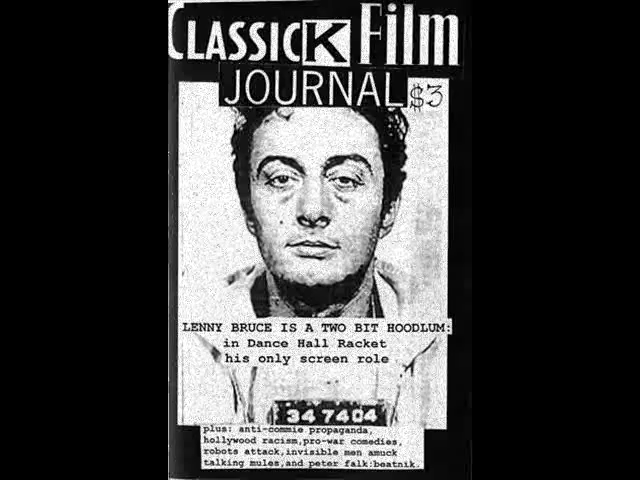 CLASSICK Film
JOURNAL $3
LENNY BRUCE IS A TWO BIT HOODLUM:
in Dance Hall Racket
his only screen role
34 7404
plus: anti-commie propaganda,
hollywood racism,pro-war comedies,
robots attack,invisible men amuck
talking mules,and peter falk:beatnik.